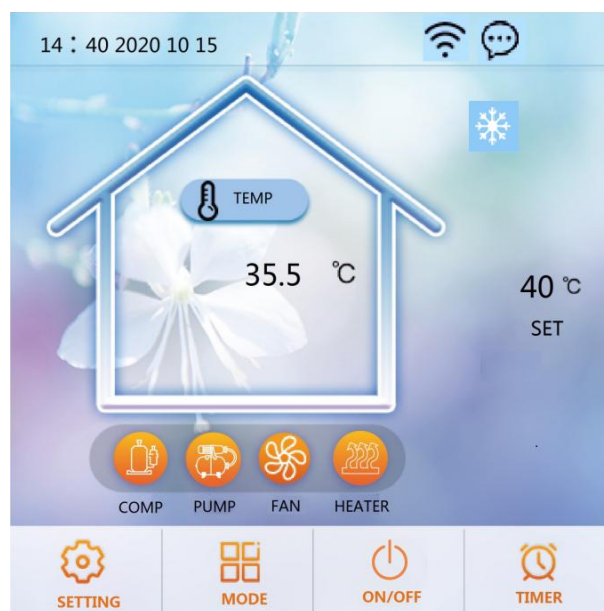 14：40 2020 10 15
TEMP
35.5 ℃
40 ℃
SET
COMP PUMP FAN HEATER
SETTING MODE ON/OFF TIMER